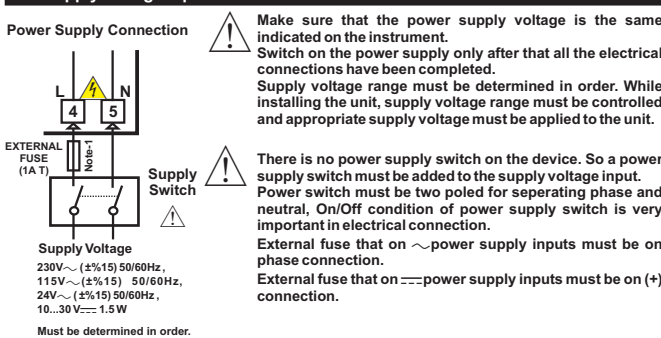 Power Supply Connection
L
N
4
5
EXTERNAL
FUSE
(1A T)
Note-1
Supply
Switch
Supply Voltage
230V∼ (±%15) 50/60Hz,
115V∼ (±%15) 50/60Hz,
24V∼ (±%15) 50/60Hz,
10...30 V⎓ 1.5 W
Must be determined in order.
Make sure that the power supply voltage is the same
indicated on the instrument.
Switch on the power supply only after that all the electrical
connections have been completed.
Supply voltage range must be determined in order. While
installing the unit, supply voltage range must be controlled
and appropriate supply voltage must be applied to the unit.
There is no power supply switch on the device. So a power
supply switch must be added to the supply voltage input.
Power switch must be two poled for seperating phase and
neutral, On/Off condition of power supply switch is very
important in electrical connection.
External fuse that on ∼power supply inputs must be on
phase connection.
External fuse that on ⎓power supply inputs must be on (+)
connection.